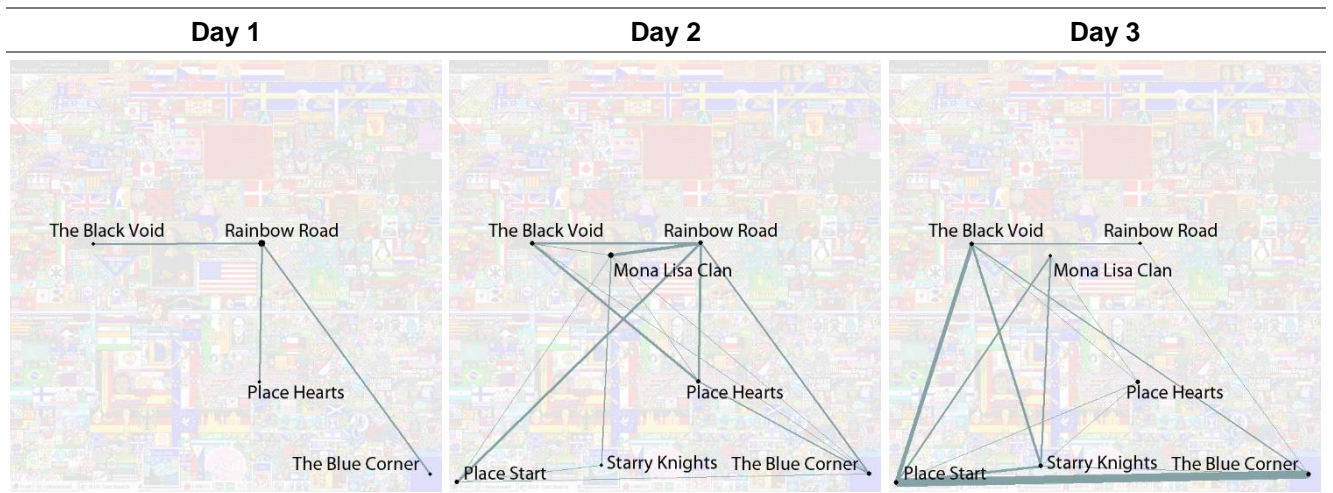 Day 1 Day 2 Day 3
The Black Void Rainbow Road
Place Hearts
The Blue Corner
The Black Void Rainbow Road
Mona Lisa Clan
Place Hearts
Place Start Starry Knights The Blue Corner
The Black Void Rainbow Road
Mona Lisa Clan
Place Hearts
Place Start Starry Knights The Blue Corner